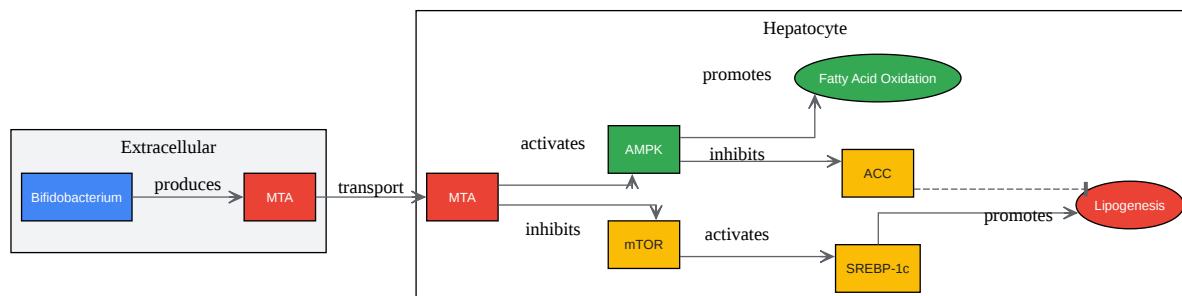 Hepatocyte
promotes
Fatty Acid Oxidation
Extracellular
activates
AMPK
inhibits
ACC
Bifidobacterium
produces
MTA
transport
MTA
Lipogenesis
promotes
inhibits
mTOR
activates
SREBP-1c